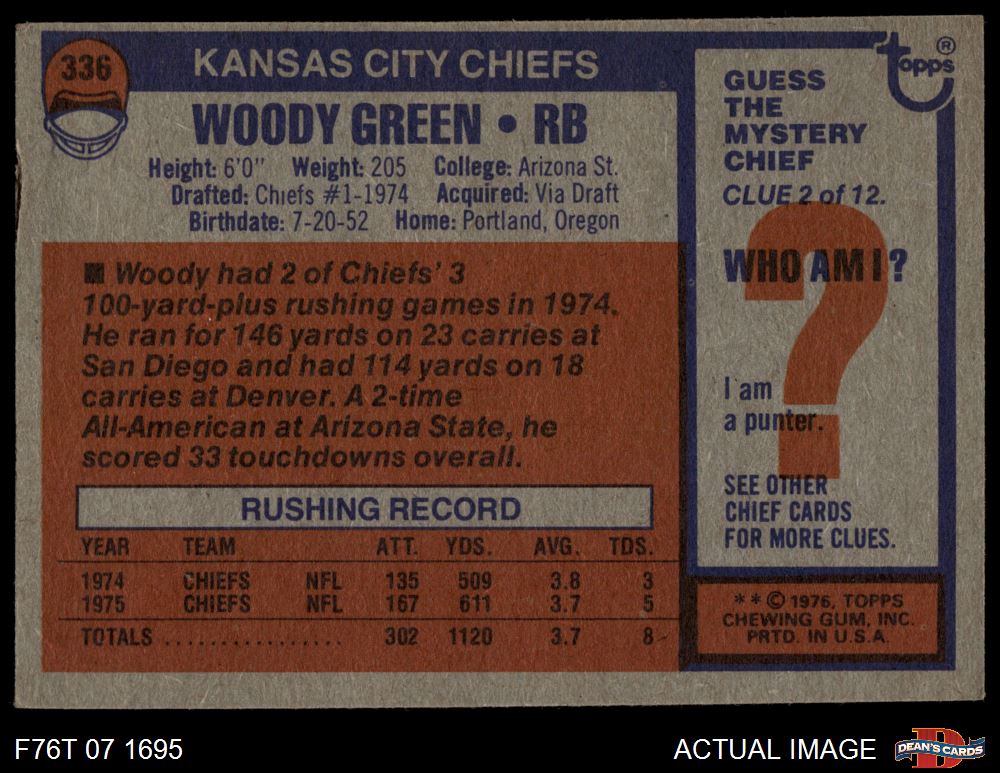 336
KANSAS CITY CHIEFS
WOODY GREEN • RB
Height: 6'0" Weight: 205 College: Arizona St.
Drafted: Chiefs #1-1974 Acquired: Via Draft
Birthdate: 7-20-52 Home: Portland, Oregon
■ Woody had 2 of Chiefs' 3
100-yard-plus rushing games in 1974.
He ran for 146 yards on 23 carries at
San Diego and had 114 yards on 18
carries at Denver. A 2-time
All-American at Arizona State, he
scored 33 touchdowns overall.
RUSHING RECORD
YEAR TEAM ATT. YDS. AVG. TDS.
1974 CHIEFS NFL 135 509 3.8 3
1975 CHIEFS NFL 167 611 3.7 5
TOTALS ................ 302 1120 3.7 8
topps ®
GUESS
THE
MYSTERY
CHIEF
CLUE 2 of 12.
?
WHO AM I?
I am
a punter.
SEE OTHER
CHIEF CARDS
FOR MORE CLUES.
** © 1976, TOPPS
CHEWING GUM, INC.
PRTD. IN U.S.A.
F76T 07 1695
ACTUAL IMAGE
D
DEAN'S CARDS